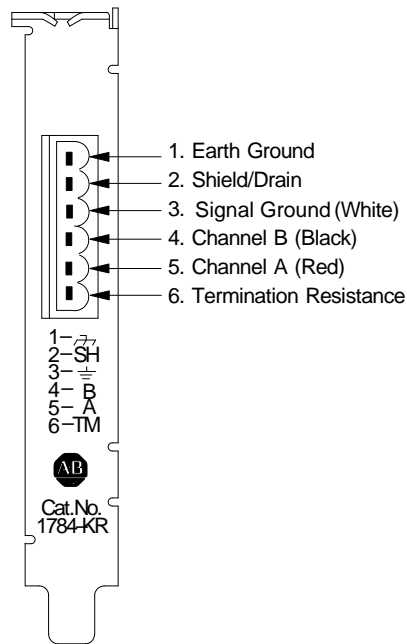 1. Earth Ground
2. Shield/Drain
3. Signal Ground (White)
4. Channel B (Black)
5. Channel A (Red)
6. Termination Resistance
1–
2–SH
3–
4– B
5– A
6–TM
AB
Cat.No.
1784-KR